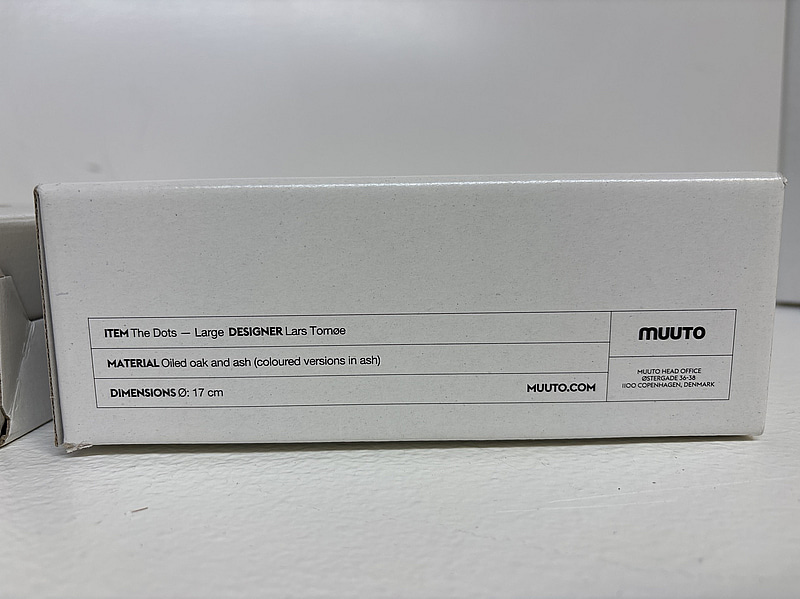 ITEM The Dots — Large DESIGNER Lars Tornøe
MATERIAL Oiled oak and ash (coloured versions in ash)
DIMENSIONS Ø: 17 cm
MUUTO.COM
muuto
MUUTO HEAD OFFICE
ØSTERGADE 36-38
1100 COPENHAGEN, DENMARK